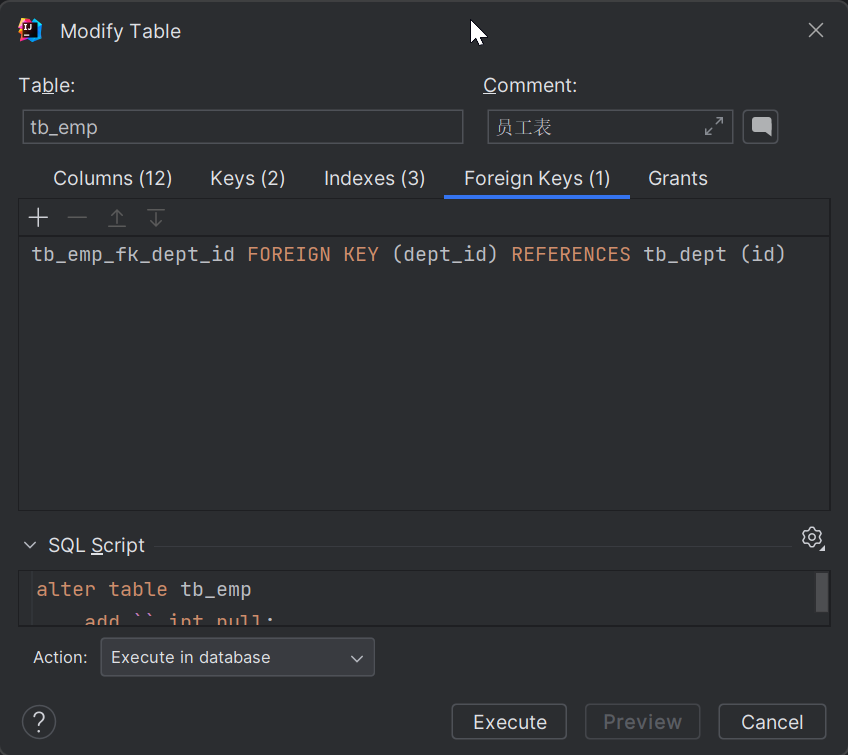 Modify Table
Table: Comment:
tb_emp 员工表
Columns (12) Keys (2) Indexes (3) Foreign Keys (1) Grants
tb_emp_fk_dept_id FOREIGN KEY (dept_id) REFERENCES tb_dept (id)
SQL Script
alter table tb_emp
add `` int null;
Action: Execute in database
? Execute Preview Cancel